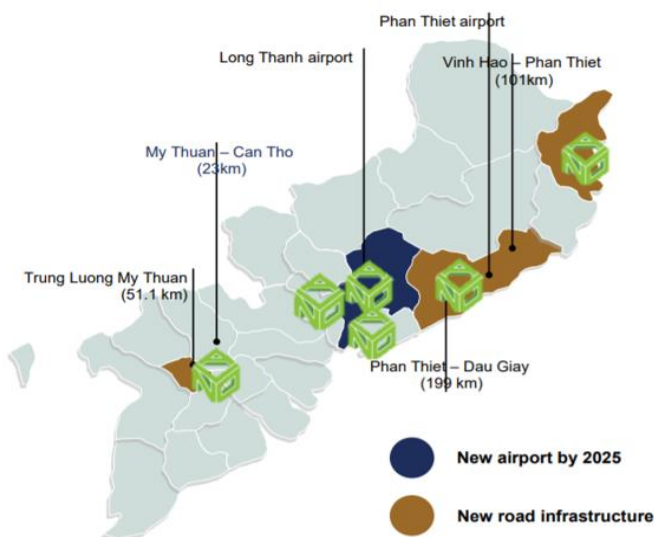 Phan Thiet airport
Long Thanh airport
Vinh Hao – Phan Thiet
(101km)
My Thuan – Can Tho
(23km)
Trung Luong My Thuan
(51.1 km)
Phan Thiet – Dau Giay
(199 km)
New airport by 2025
New road infrastructure